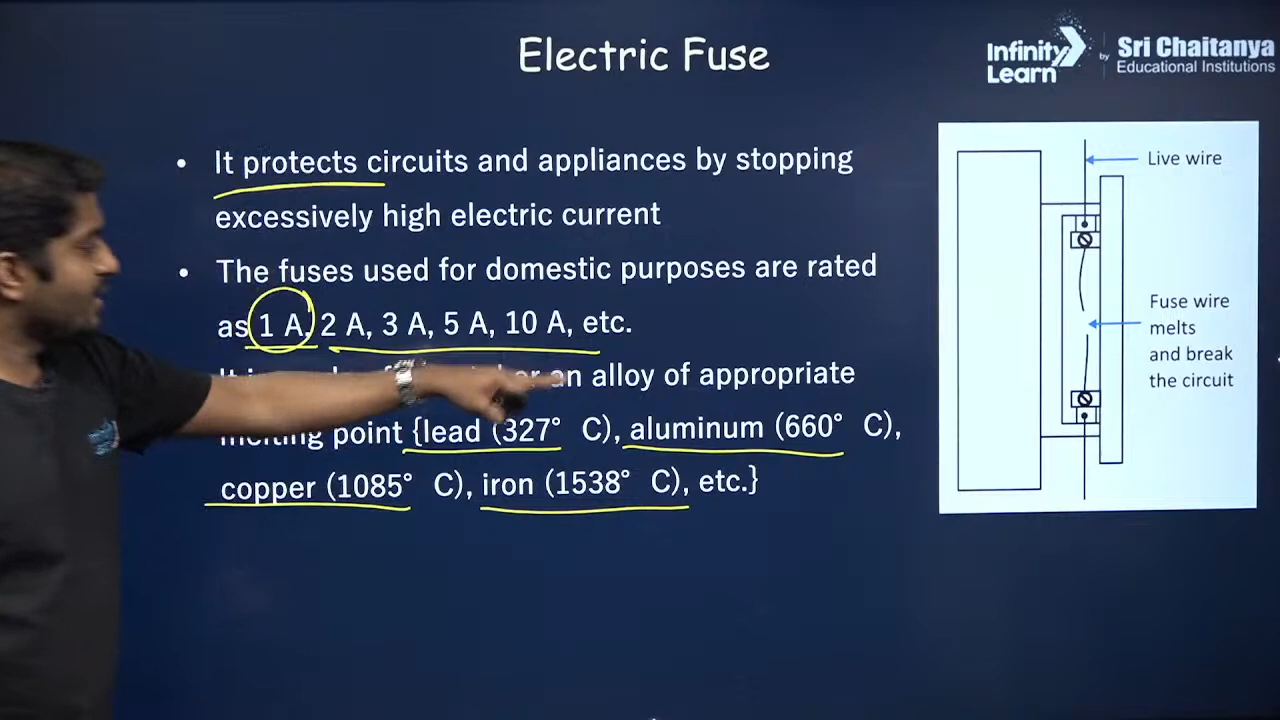 Electric Fuse
Infinity Learn
by
Sri Chaitanya
Educational Institutions
• It protects circuits and appliances by stopping
excessively high electric current
• The fuses used for domestic purposes are rated
as 1 A, 2 A, 3 A, 5 A, 10 A, etc.
or an alloy of appropriate
melting point {lead (327° C), aluminum (660° C),
copper (1085° C), iron (1538° C), etc.}
Live wire
Fuse wire
melts
and break
the circuit